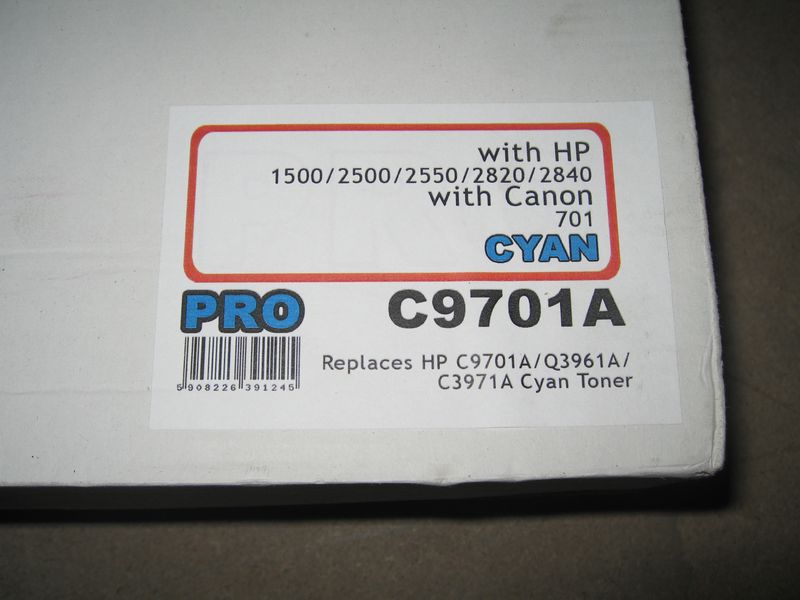 with HP
1500/2500/2550/2820/2840
with Canon
701
CYAN
PRO C9701A
Replaces HP C9701A/Q3961A/
C3971A Cyan Toner
5 908226 391245